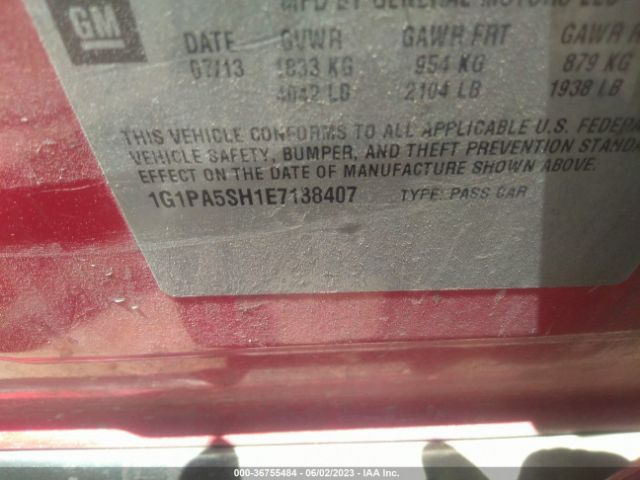 GM
MFD BY GENERAL MOTORS LLC
DATE GVWR GAWR FRT GAWR R
07/13 1833 KG 954 KG 879 KG
4042 LB 2104 LB 1938 LB
THIS VEHICLE CONFORMS TO ALL APPLICABLE U.S. FEDERA
VEHICLE SAFETY, BUMPER, AND THEFT PREVENTION STANDA
EFFECT ON THE DATE OF MANUFACTURE SHOWN ABOVE.
1G1PA5SH1E7138407 TYPE: PASS CAR
000-36755484 - 06/02/2023 - IAA Inc.